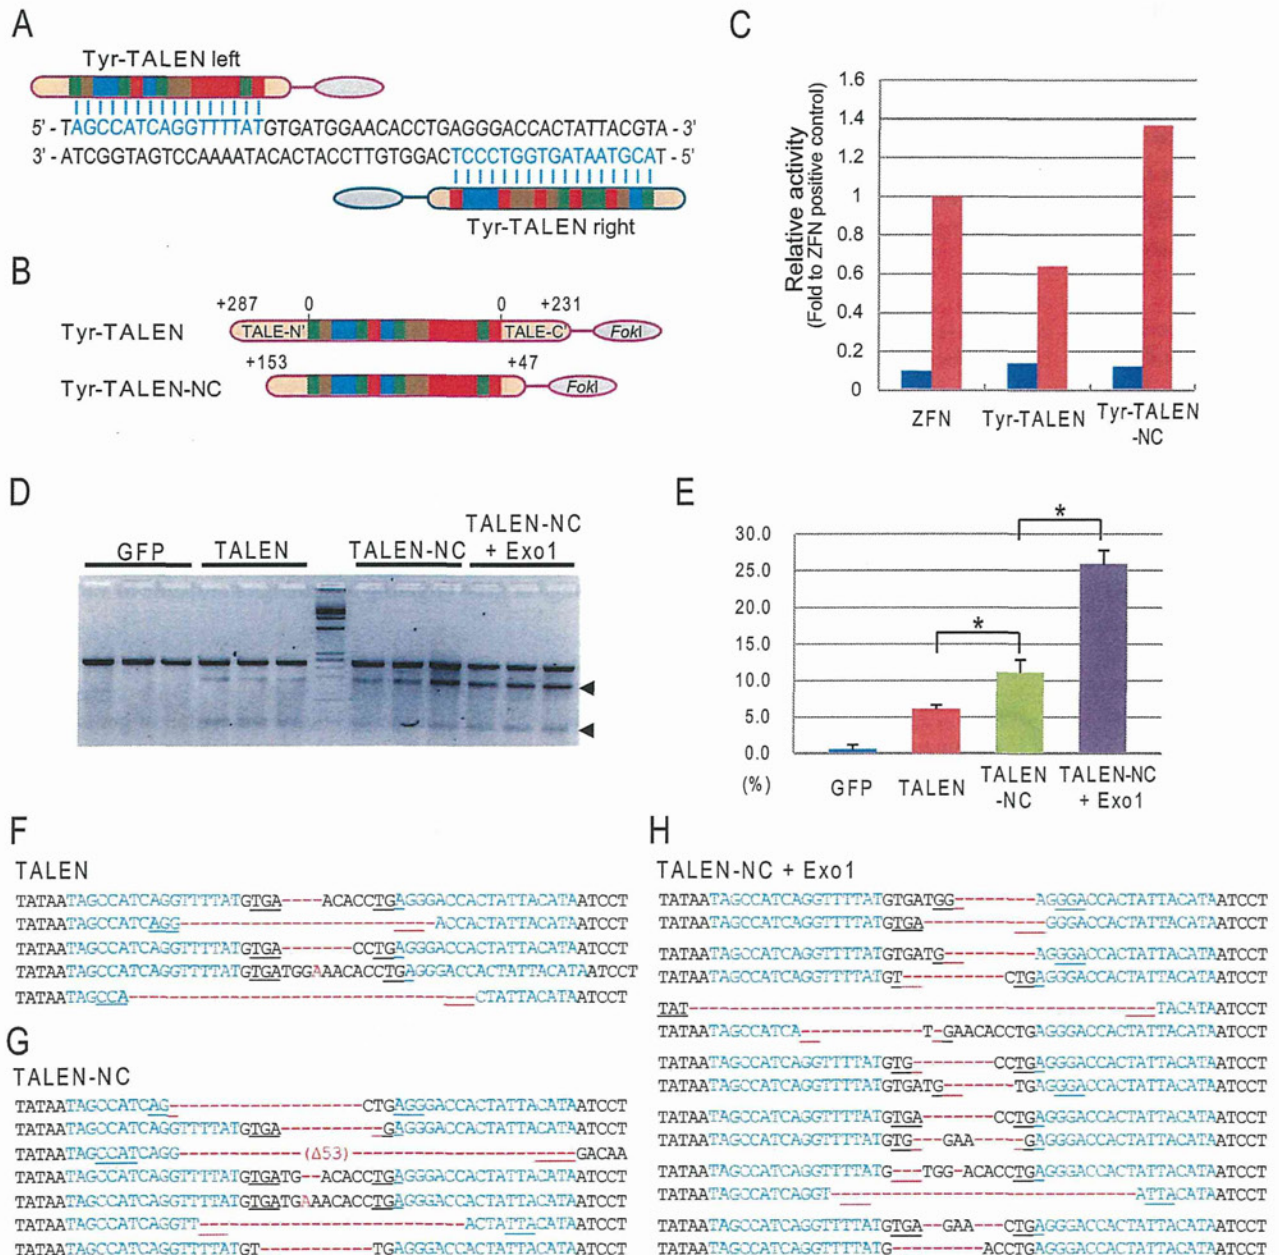 A
Tyr-TALEN left
5' - TAGCCATCAGGTTTTATGTGATGGAACACCTGAGGGACCACTATTACGTA - 3'
3' - ATCGGTAGTCCAAAATACACTACCTTGTGGACTCCCTGGTGATAATGCAT - 5'
Tyr-TALEN right
B
+287 0 0 +231
Tyr-TALEN TALE-N' TALE-C' FokI
+153 +47
Tyr-TALEN-NC FokI
C
Relative activity
(Fold to ZFN positive control)
1.6
1.4
1.2
1
0.8
0.6
0.4
0.2
0
ZFN Tyr-TALEN Tyr-TALEN
-NC
D
GFP TALEN TALEN-NC TALEN-NC
+ Exo1
E
30.0
25.0
20.0
15.0
10.0
5.0
0.0
(%)
* *
GFP TALEN TALEN
-NC TALEN-NC
+ Exo1
F
TALEN
TATAATAGCCATCAGGTTTTATGTGA----ACACCTGAGGGACCACTATTACATAATCCT
TATAATAGCCATCAGG-------------------------ACCACTATTACATAATCCT
TATAATAGCCATCAGGTTTTATGTGA-------CCTGAGGGACCACTATTACATAATCCT
TATAATAGCCATCAGGTTTTATGTGATGGAAACACCTGAGGGACCACTATTACATAATCCT
TATAATAGCCA----------------------------------CTATTACATAATCCT
G
TALEN-NC
TATAATAGCCATCAG-------------------CTGAGGGACCACTATTACATAATCCT
TATAATAGCCATCAGGTTTTATGTGA----------GAGGGACCACTATTACATAATCCT
TATAATAGCCATCAGG------------(Δ53)----------------------GACAA
TATAATAGCCATCAGGTTTTATGTGATG--ACACCTGAGGGACCACTATTACATAATCCT
TATAATAGCCATCAGGTTTTATGTGATGAAACACCTGAGGGACCACTATTACATAATCCT
TATAATAGCCATCAGGTT--------------------------ACTATTACATAATCCT
TATAATAGCCATCAGGTTTTATGT-----------TGAGGGACCACTATTACATAATCCT
H
TALEN-NC + Exo1
TATAATAGCCATCAGGTTTTATGTGATGG--------AGGGACCACTATTACATAATCCT
TATAATAGCCATCAGGTTTTATGTGA------------GGGACCACTATTACATAATCCT
TATAATAGCCATCAGGTTTTATGTGATG---------AGGGACCACTATTACATAATCCT
TATAATAGCCATCAGGTTTTATGT----------CTGAGGGACCACTATTACATAATCCT
TAT----------------------------------------------TACATAATCCT
TATAATAGCCATCA------------T-GAACACCTGAGGGACCACTATTACATAATCCT
TATAATAGCCATCAGGTTTTATGTG--------CCTGAGGGACCACTATTACATAATCCT
TATAATAGCCATCAGGTTTTATGTGATG-------TGAGGGACCACTATTACATAATCCT
TATAATAGCCATCAGGTTTTATGTGA-------CCTGAGGGACCACTATTACATAATCCT
TATAATAGCCATCAGGTTTTATGTG---GAA-----GAGGGACCACTATTACATAATCCT
TATAATAGCCATCAGGTTTTATG---TGG-ACACCTGAGGGACCACTATTACATAATCCT
TATAATAGCCATCAGGT------------------------------ATTACATAATCCT
TATAATAGCCATCAGGTTTTATGTGA--GAA----CTGAGGGACCACTATTACATAATCCT
TATAATAGCCATCAGGTTTTATG---------ACCTGAGGGACCACTATTACATAATCCT